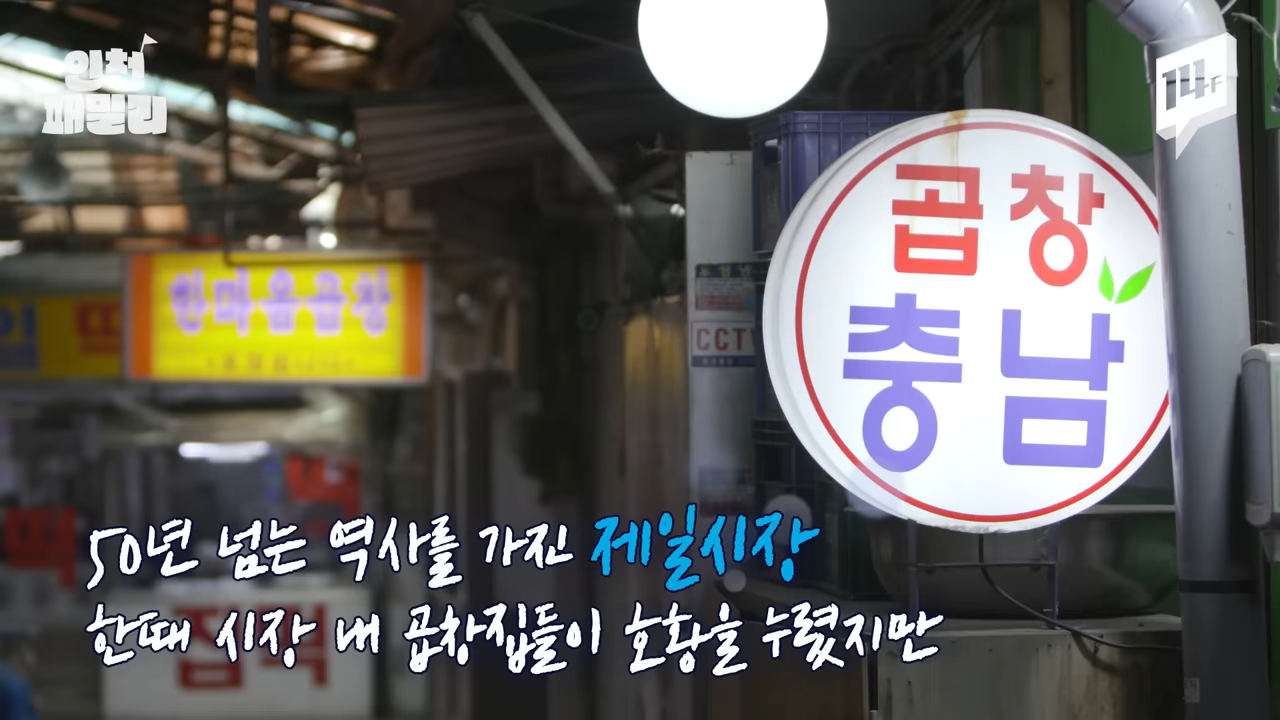 인천
패밀리
14F
곱창
충남
한마음곱창
CCTV
50년 넘는 역사를 가진 제일시장
한때 시장 내 곱창집들이 호황을 누렸지만